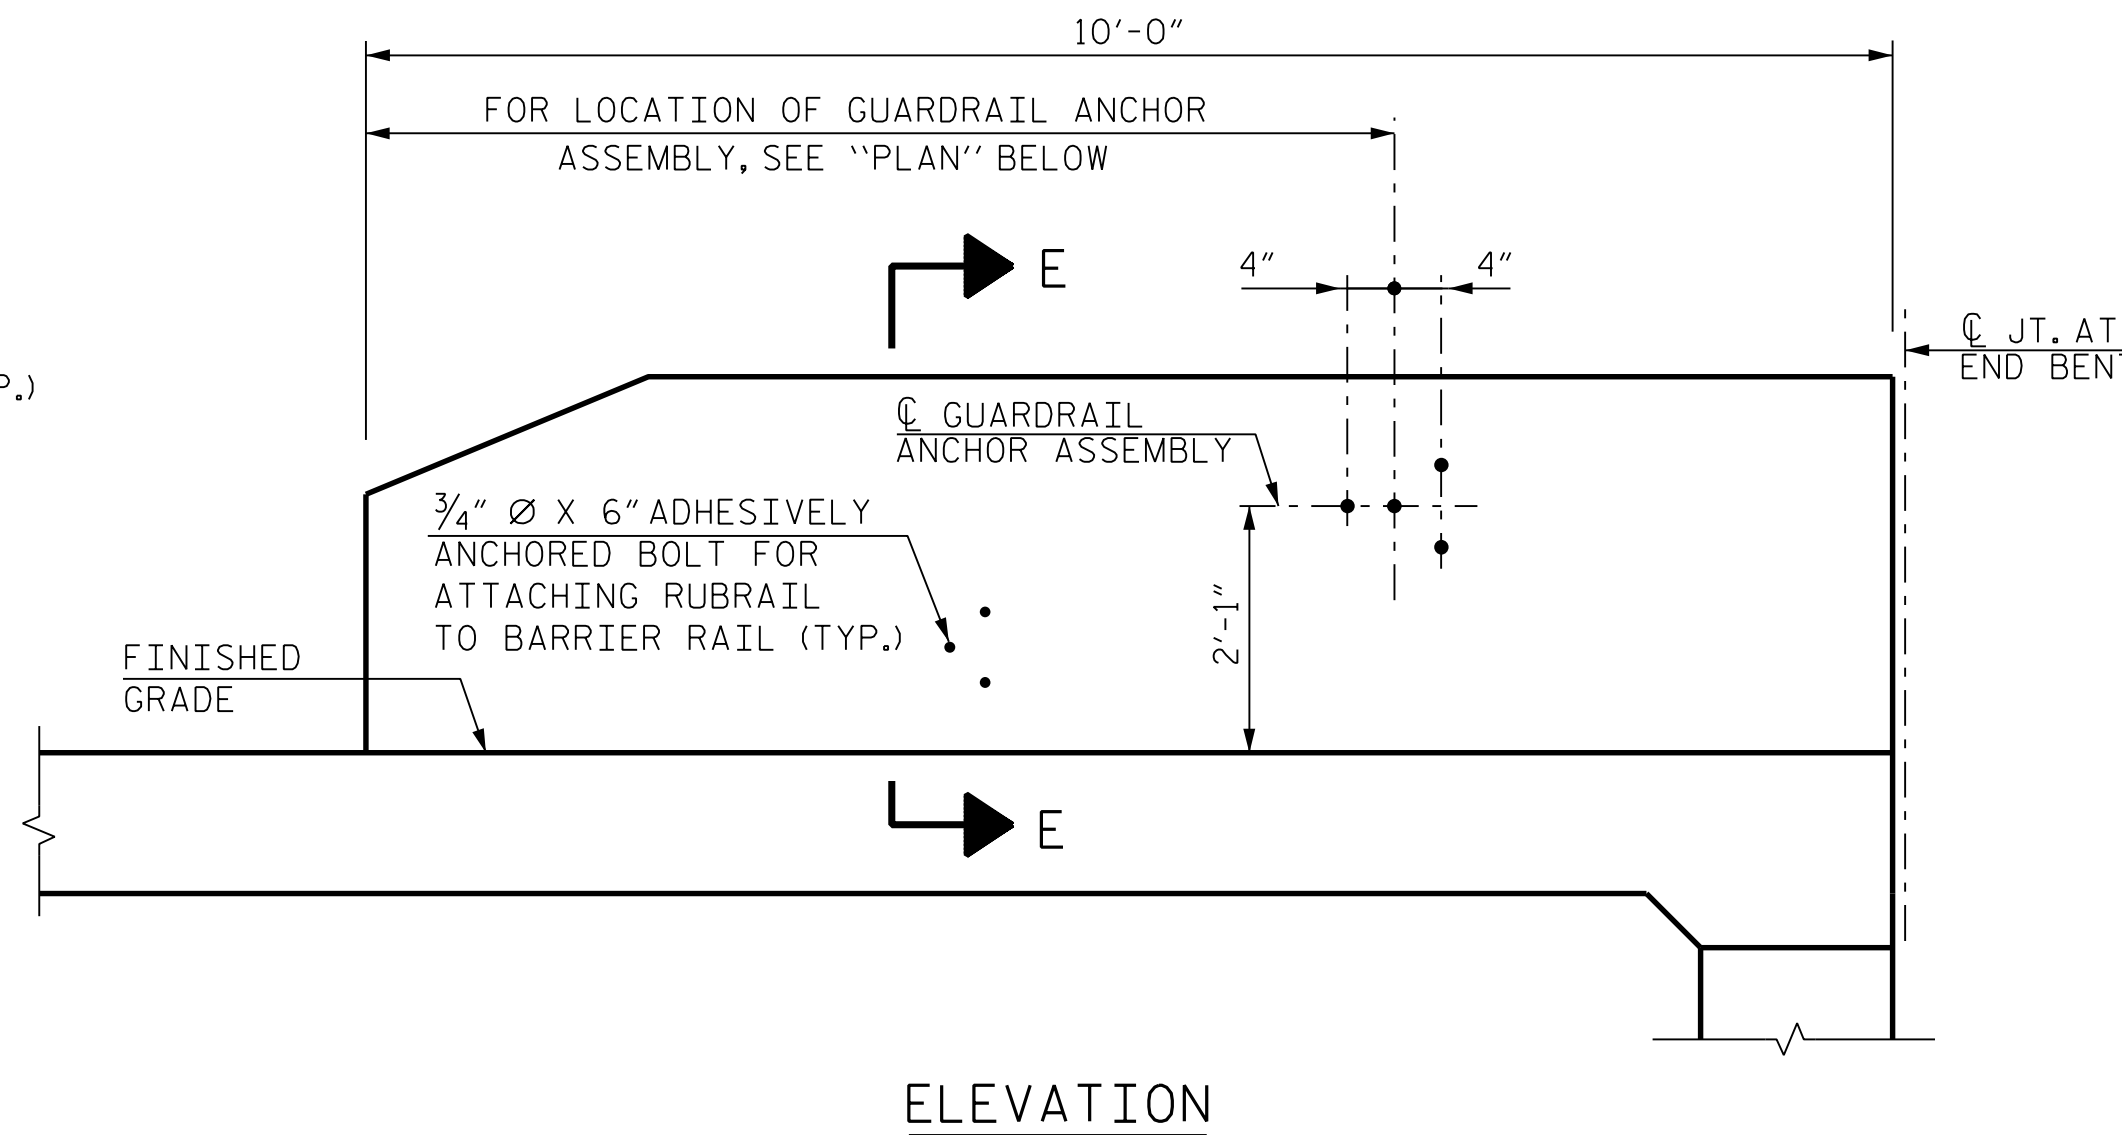 10'-0"
FOR LOCATION OF GUARDRAIL ANCHOR
ASSEMBLY, SEE "PLAN" BELOW
E
4"
4"
℄ JT. AT
END
P.)
℄ GUARDRAIL
ANCHOR ASSEMBLY
3/4" Ø X 6" ADHESIVELY
ANCHORED BOLT FOR
ATTACHING RUBRAIL
TO BARRIER RAIL (TYP.)
2'-1"
FINISHED
GRADE
E
ELEVATION